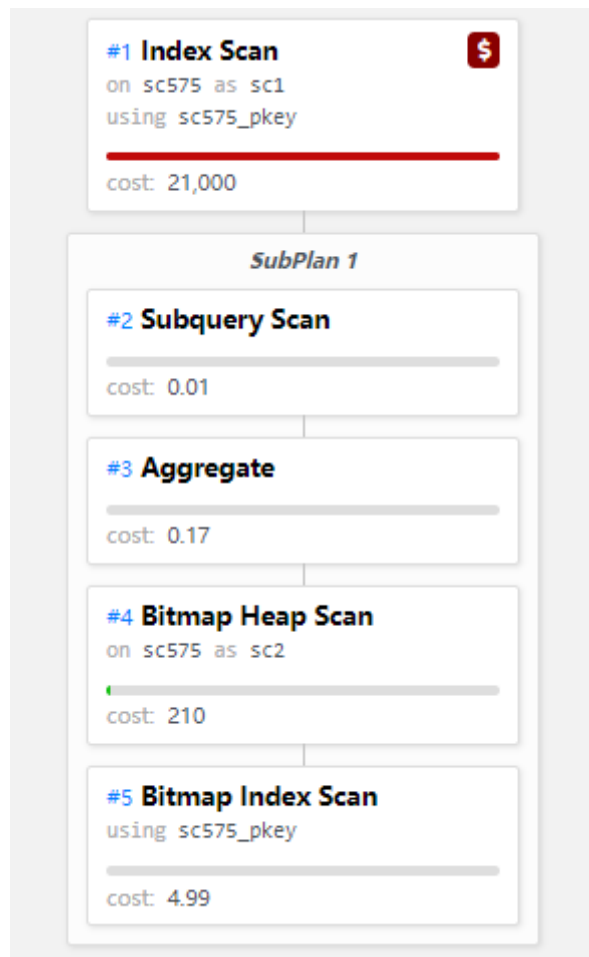 #1 Index Scan $
on sc575 as sc1
using sc575_pkey
cost: 21,000
SubPlan 1
#2 Subquery Scan
cost: 0.01
#3 Aggregate
cost: 0.17
#4 Bitmap Heap Scan
on sc575 as sc2
cost: 210
#5 Bitmap Index Scan
using sc575_pkey
cost: 4.99